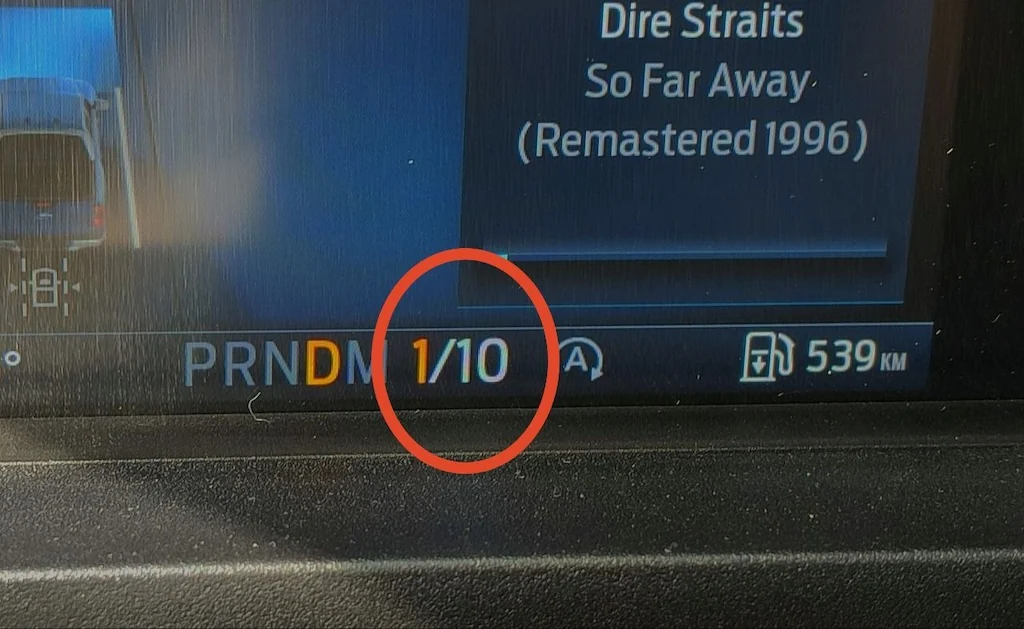 Dire Straits
So Far Away
(Remastered 1996)
PRNDM 1/10 A 539 KM